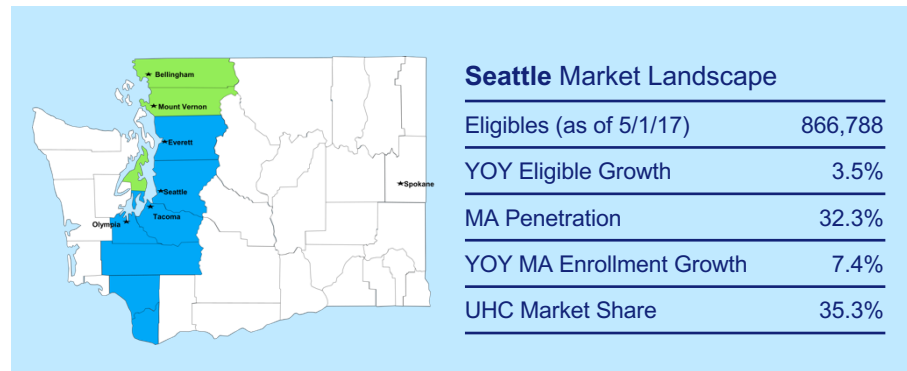 Bellingham
Mount Vernon
Everett
Seattle
Spokane
Tacoma
Olympia
Seattle Market Landscape
Eligibles (as of 5/1/17) 866,788
YOY Eligible Growth 3.5%
MA Penetration 32.3%
YOY MA Enrollment Growth 7.4%
UHC Market Share 35.3%